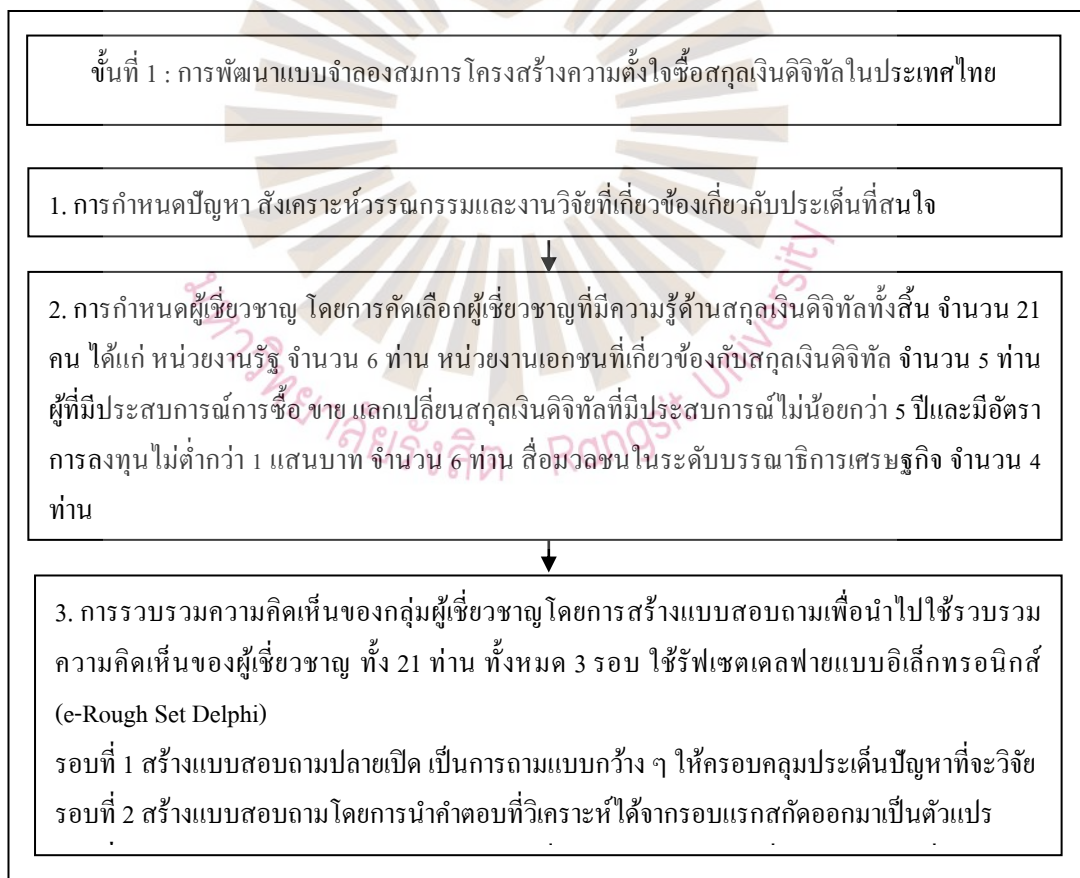 ขั้นที่ 1 : การพัฒนาแบบจำลองสมการโครงสร้างความตั้งใจซื้อสกุลเงินดิจิทัลในประเทศไทย
1. การกำหนดปัญหา สังเคราะห์วรรณกรรมและงานวิจัยที่เกี่ยวข้องเกี่ยวกับประเด็นที่สนใจ
2. การกำหนดผู้เชี่ยวชาญ โดยการคัดเลือกผู้เชี่ยวชาญที่มีความรู้ด้านสกุลเงินดิจิทัลทั้งสิ้น จำนวน 21
คน ได้แก่ หน่วยงานรัฐ จำนวน 6 ท่าน หน่วยงานเอกชนที่เกี่ยวข้องกับสกุลเงินดิจิทัล จำนวน 5 ท่าน
ผู้ที่มีประสบการณ์การซื้อ ขาย แลกเปลี่ยนสกุลเงินดิจิทัลที่มีประสบการณ์ไม่น้อยกว่า 5 ปีและมีอัตรา
การลงทุนไม่ต่ำกว่า 1 แสนบาท จำนวน 6 ท่าน สื่อมวลชนในระดับบรรณาธิการเศรษฐกิจ จำนวน 4
ท่าน
มหาวิทยาลัยรังสิต Rangsit University
3. การรวบรวมความคิดเห็นของกลุ่มผู้เชี่ยวชาญโดยการสร้างแบบสอบถามเพื่อนำไปใช้รวบรวม
ความคิดเห็นของผู้เชี่ยวชาญ ทั้ง 21 ท่าน ทั้งหมด 3 รอบ ใช้รัฟเซตเดลฟายแบบอิเล็กทรอนิกส์
(e-Rough Set Delphi)
รอบที่ 1 สร้างแบบสอบถามปลายเปิด เป็นการถามแบบกว้าง ๆ ให้ครอบคลุมประเด็นปัญหาที่จะวิจัย
รอบที่ 2 สร้างแบบสอบถามโดยการนำคำตอบที่วิเคราะห์ได้จากรอบแรกสกัดออกมาเป็นตัวแปร